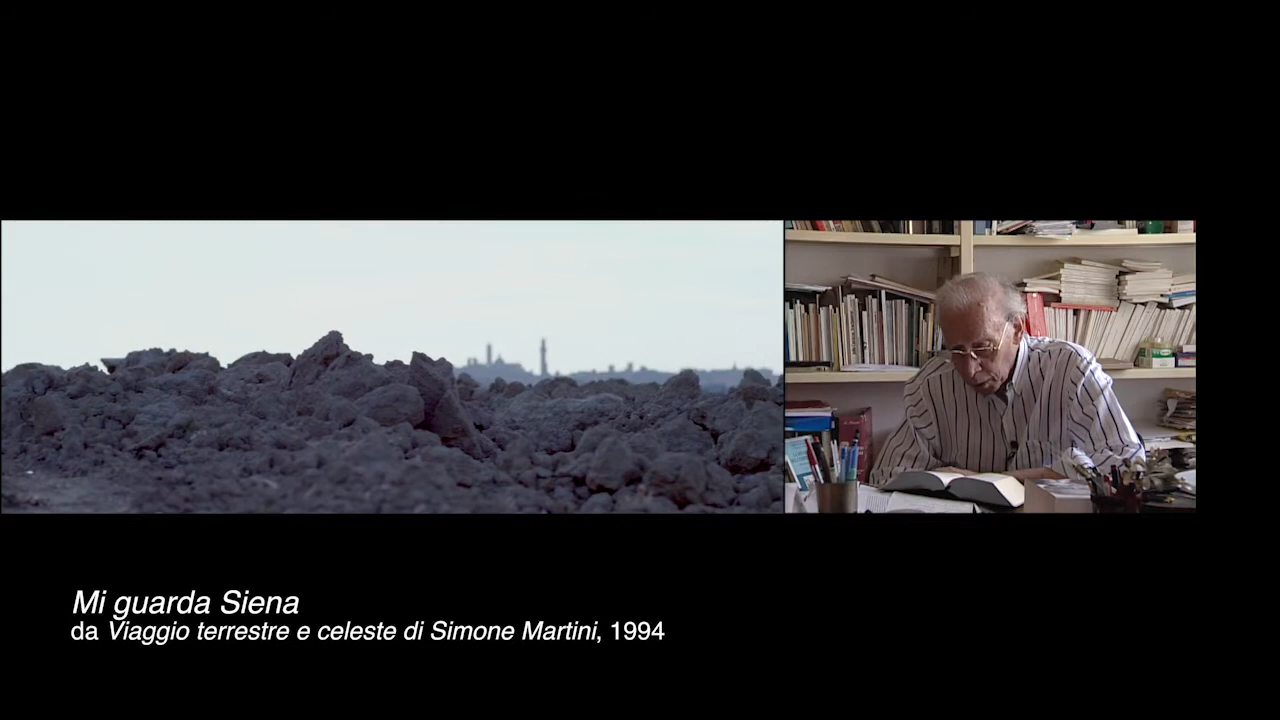 Mi guarda Siena
da Viaggio terrestre e celeste di Simone Martini, 1994